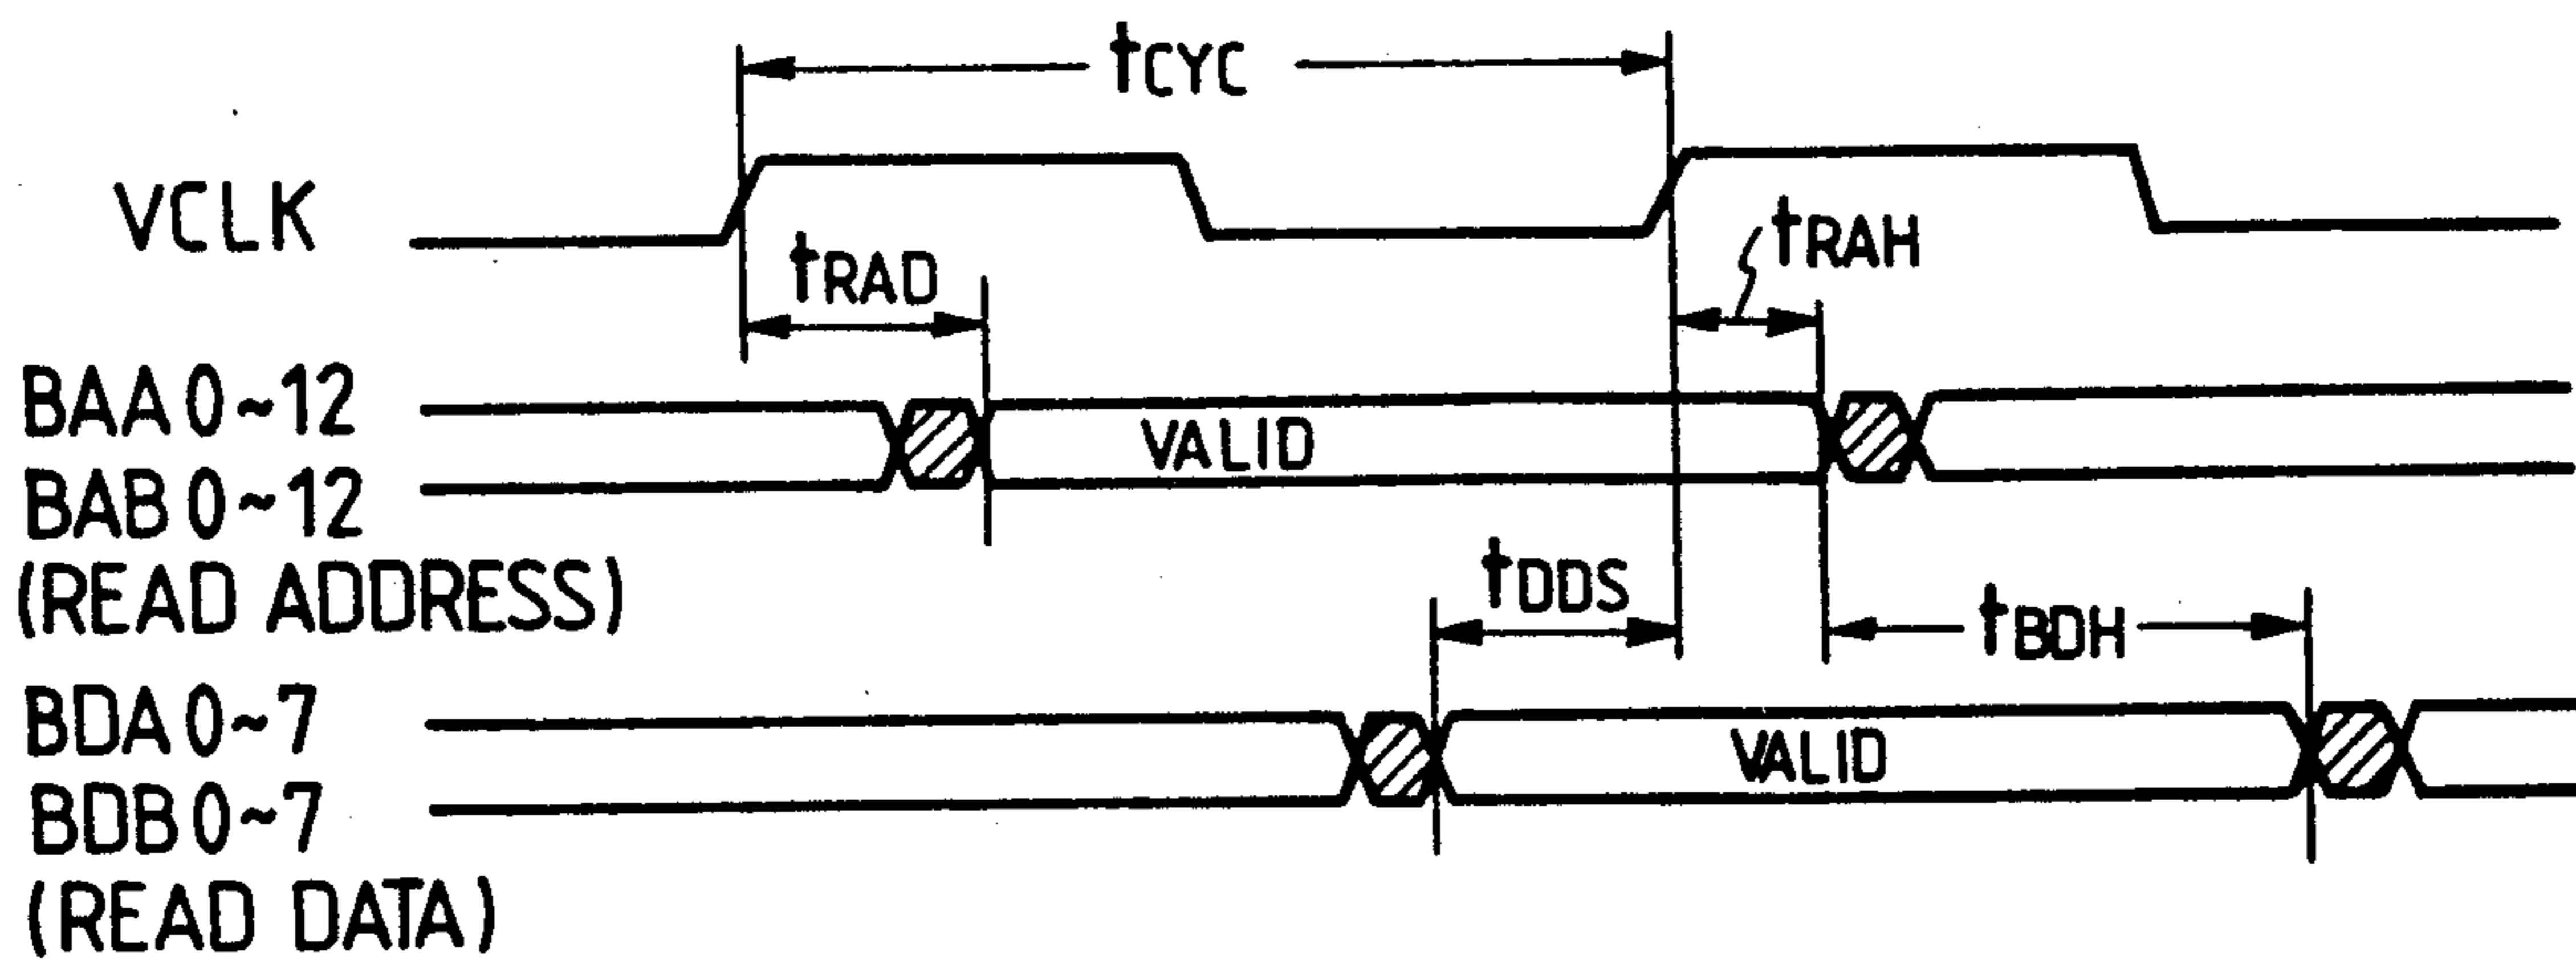 tCYC
VCLK
tRAD
tRAH
BAA 0~12
VALID
BAB 0~12
(READ ADDRESS)
tDDS
tBDH
BDA 0~7
VALID
BDB 0~7
(READ DATA)